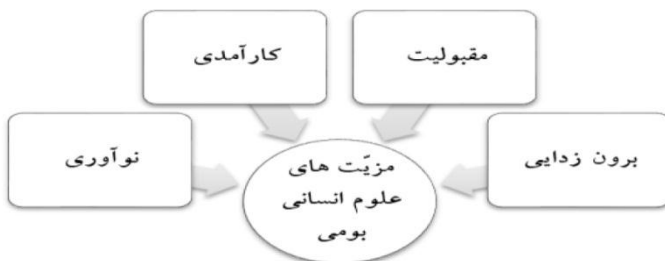 مقبولیت
کارآمدی
برون زدایی
نوآوری
مزیّت های
علوم انسانی
بومی